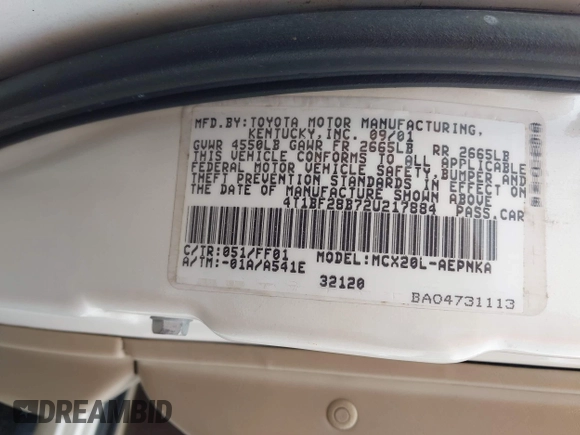 MFD.BY:TOYOTA MOTOR MANUFACTURING,
KENTUCKY,INC. 09/01
GVWR 4550LB GAWR FR 2665LB RR 2665LB
THIS VEHICLE CONFORMS TO ALL APPLICABLE
FEDERAL MOTOR VEHICLE SAFETY,BUMPER AND
THEFT PREVENTION STANDARDS IN EFFECT ON
THE DATE OF MANUFACTURE SHOWN ABOVE
4T1BF28B72U217884 PASS.CAR
C/TR:051/FF01 MODEL:MCX20L-AEPNKA
A/TM:-01A/A541E
32120
BA04731113
DREAMBID